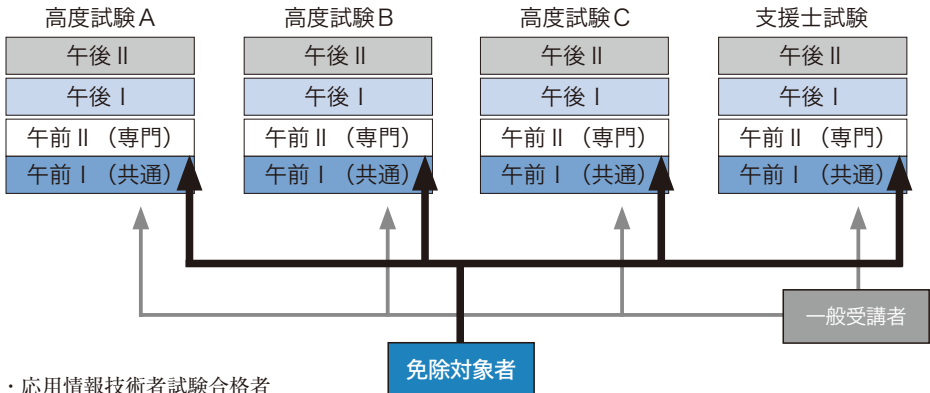 高度試験A 高度試験B 高度試験C 支援士試験
午後Ⅱ 午後Ⅱ 午後Ⅱ 午後Ⅱ
午後Ⅰ 午後Ⅰ 午後Ⅰ 午後Ⅰ
午前Ⅱ（専門） 午前Ⅱ（専門） 午前Ⅱ（専門） 午前Ⅱ（専門）
午前Ⅰ（共通） 午前Ⅰ（共通） 午前Ⅰ（共通） 午前Ⅰ（共通）
一般受講者
免除対象者
・応用情報技術者試験合格者